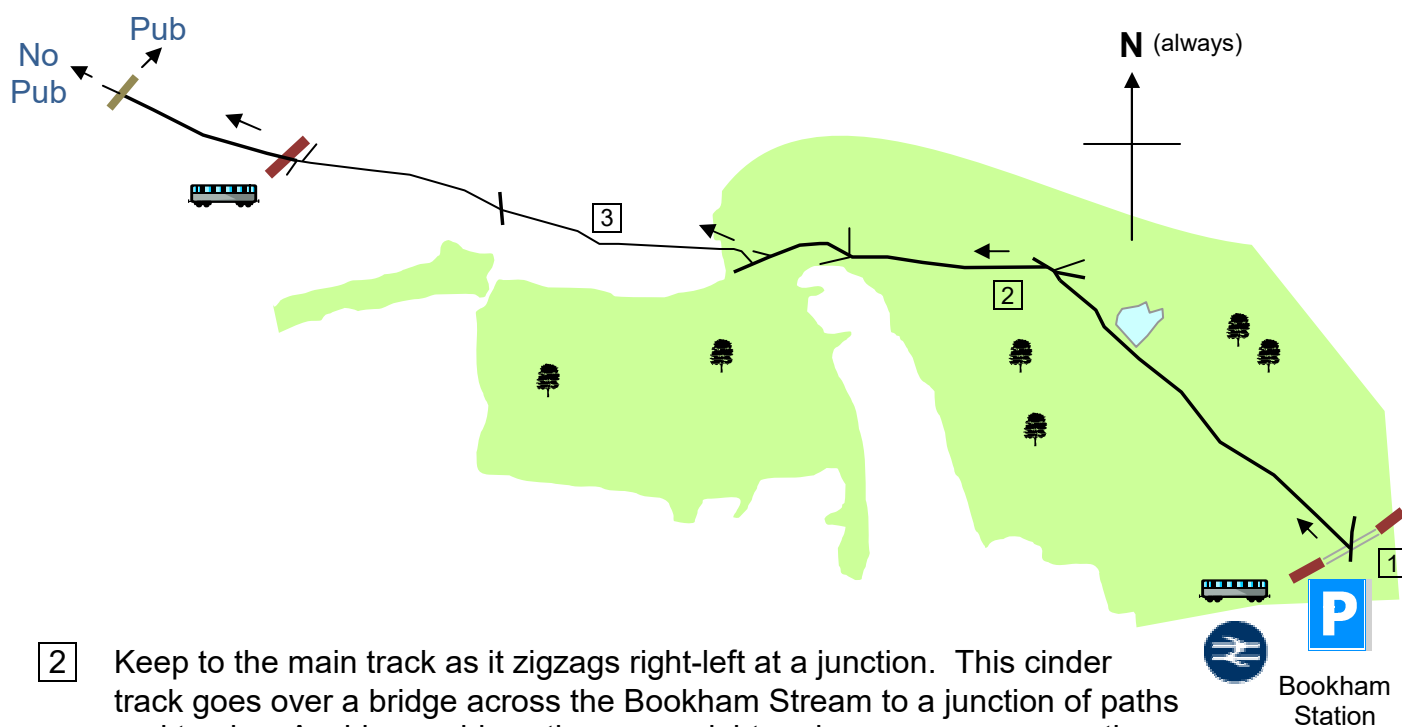 Pub
No
Pub
N (always)
3
2
1
P
2 Keep to the main track as it zigzags right-left at a junction. This cinder
track goes over a bridge across the Bookham Stream to a junction of paths
Bookham
Station